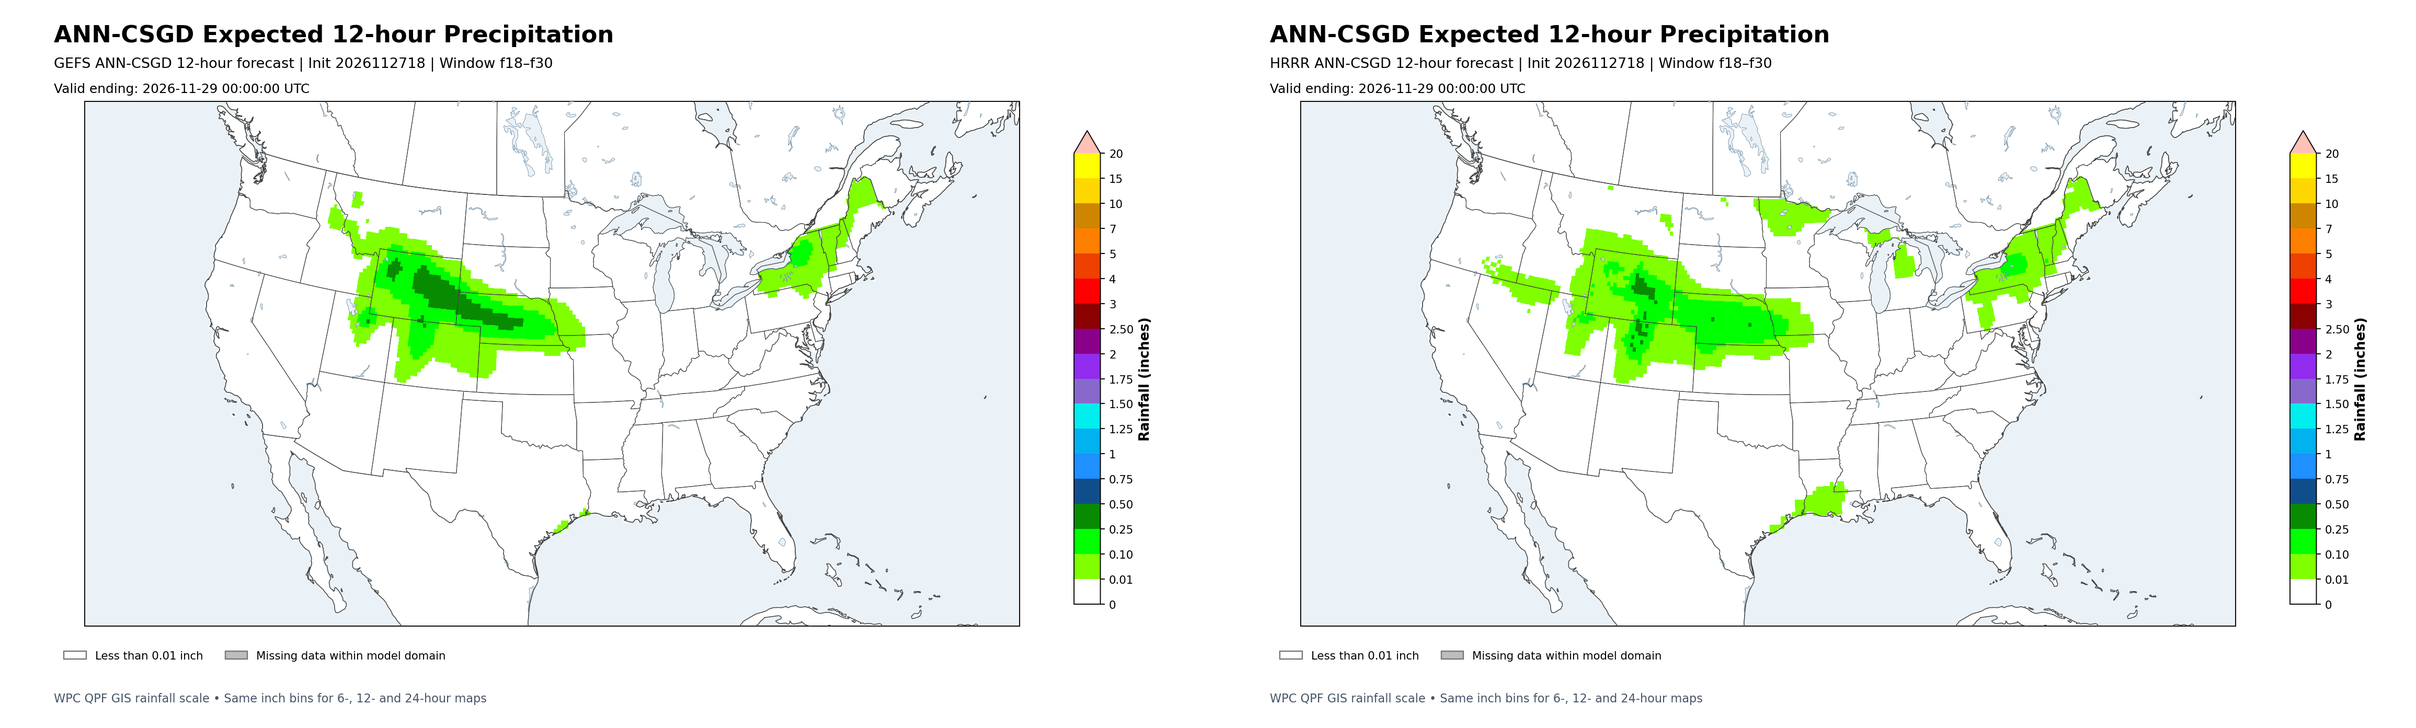 ANN-CSGD Expected 12-hour Precipitation
GEFS ANN-CSGD 12-hour forecast | Init 2026112718 | Window f18–f30
Valid ending: 2026-11-29 00:00:00 UTC
20
15
10
7
5
4
3
2.50
2
1.75
1.50
1.25
1
0.75
0.50
0.25
0.10
0.01
0
Rainfall (inches)
Less than 0.01 inch
Missing data within model domain
WPC QPF GIS rainfall scale • Same inch bins for 6-, 12- and 24-hour maps
ANN-CSGD Expected 12-hour Precipitation
HRRR ANN-CSGD 12-hour forecast | Init 2026112718 | Window f18–f30
Valid ending: 2026-11-29 00:00:00 UTC
20
15
10
7
5
4
3
2.50
2
1.75
1.50
1.25
1
0.75
0.50
0.25
0.10
0.01
0
Rainfall (inches)
Less than 0.01 inch
Missing data within model domain
WPC QPF GIS rainfall scale • Same inch bins for 6-, 12- and 24-hour maps